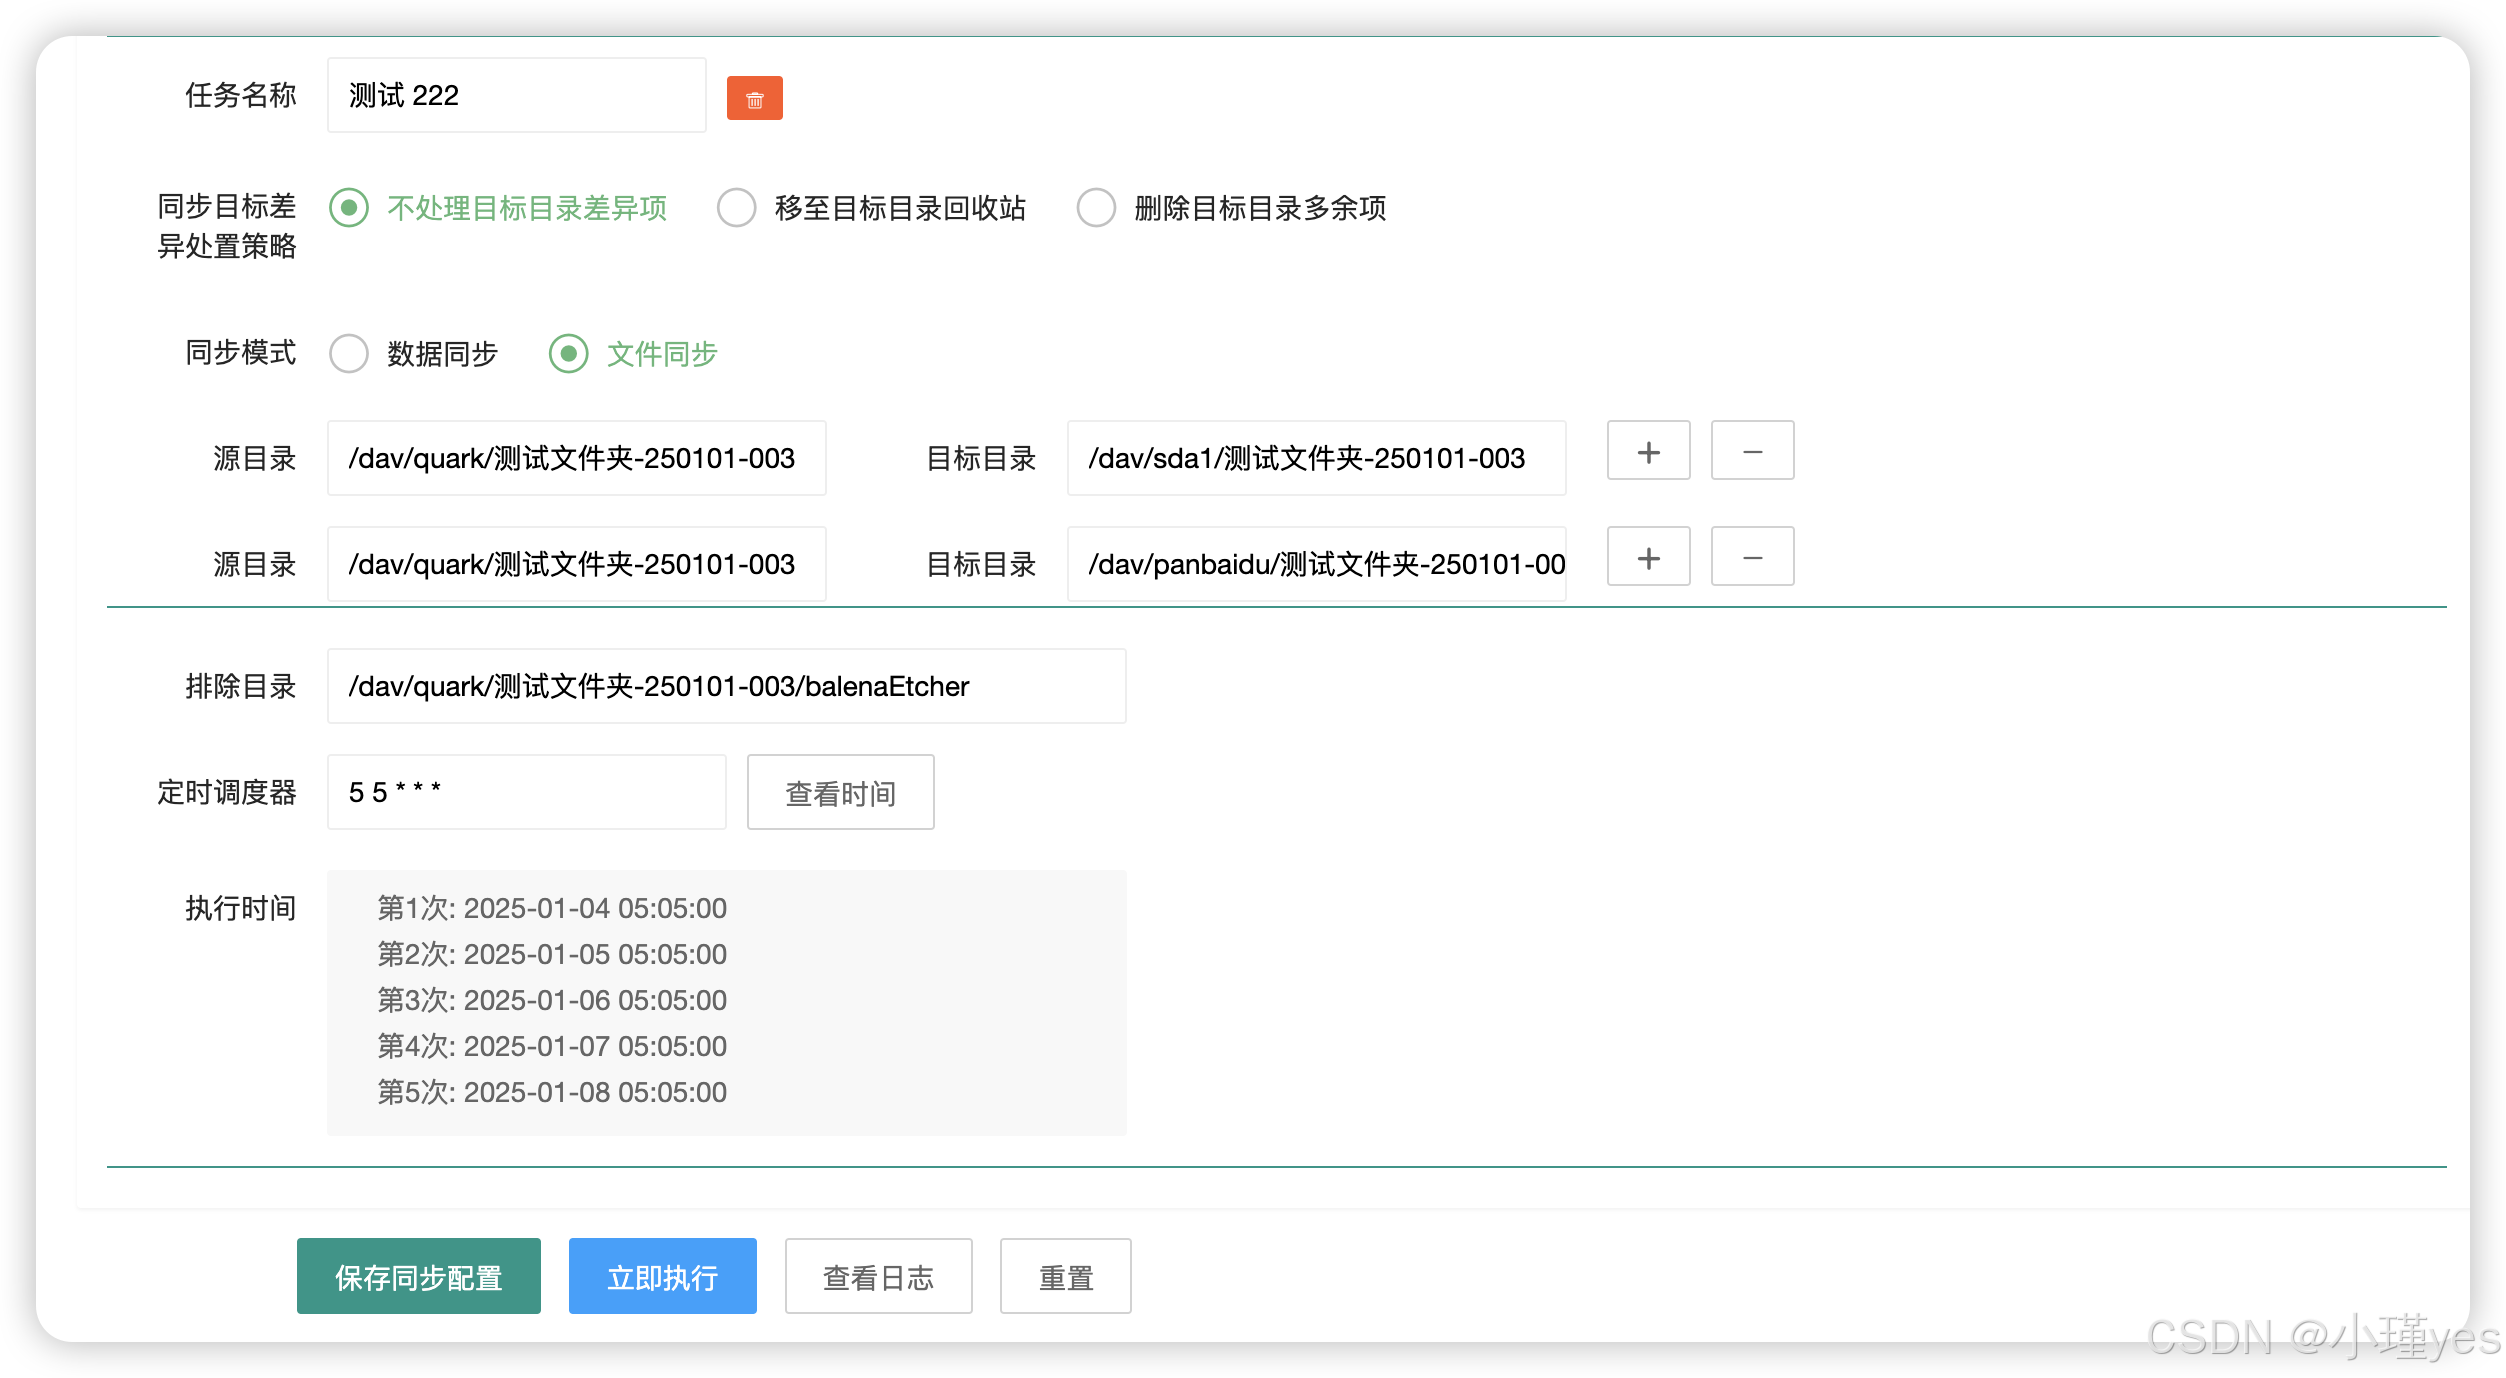 任务名称 测试 222
同步目标差异处置策略 不处理目标目录差异项 移至目标目录回收站 删除目标目录多余项
同步模式 数据同步 文件同步
源目录 /dav/quark/测试文件夹-250101-003 目标目录 /dav/sda1/测试文件夹-250101-003
源目录 /dav/quark/测试文件夹-250101-003 目标目录 /dav/panbaidu/测试文件夹-250101-00
排除目录 /dav/quark/测试文件夹-250101-003/balenaEtcher
定时调度器 5 5 * * * 查看时间
执行时间 第1次: 2025-01-04 05:05:00
第2次: 2025-01-05 05:05:00
第3次: 2025-01-06 05:05:00
第4次: 2025-01-07 05:05:00
第5次: 2025-01-08 05:05:00
保存同步配置 立即执行 查看日志 重置
CSDN @小瑾yes